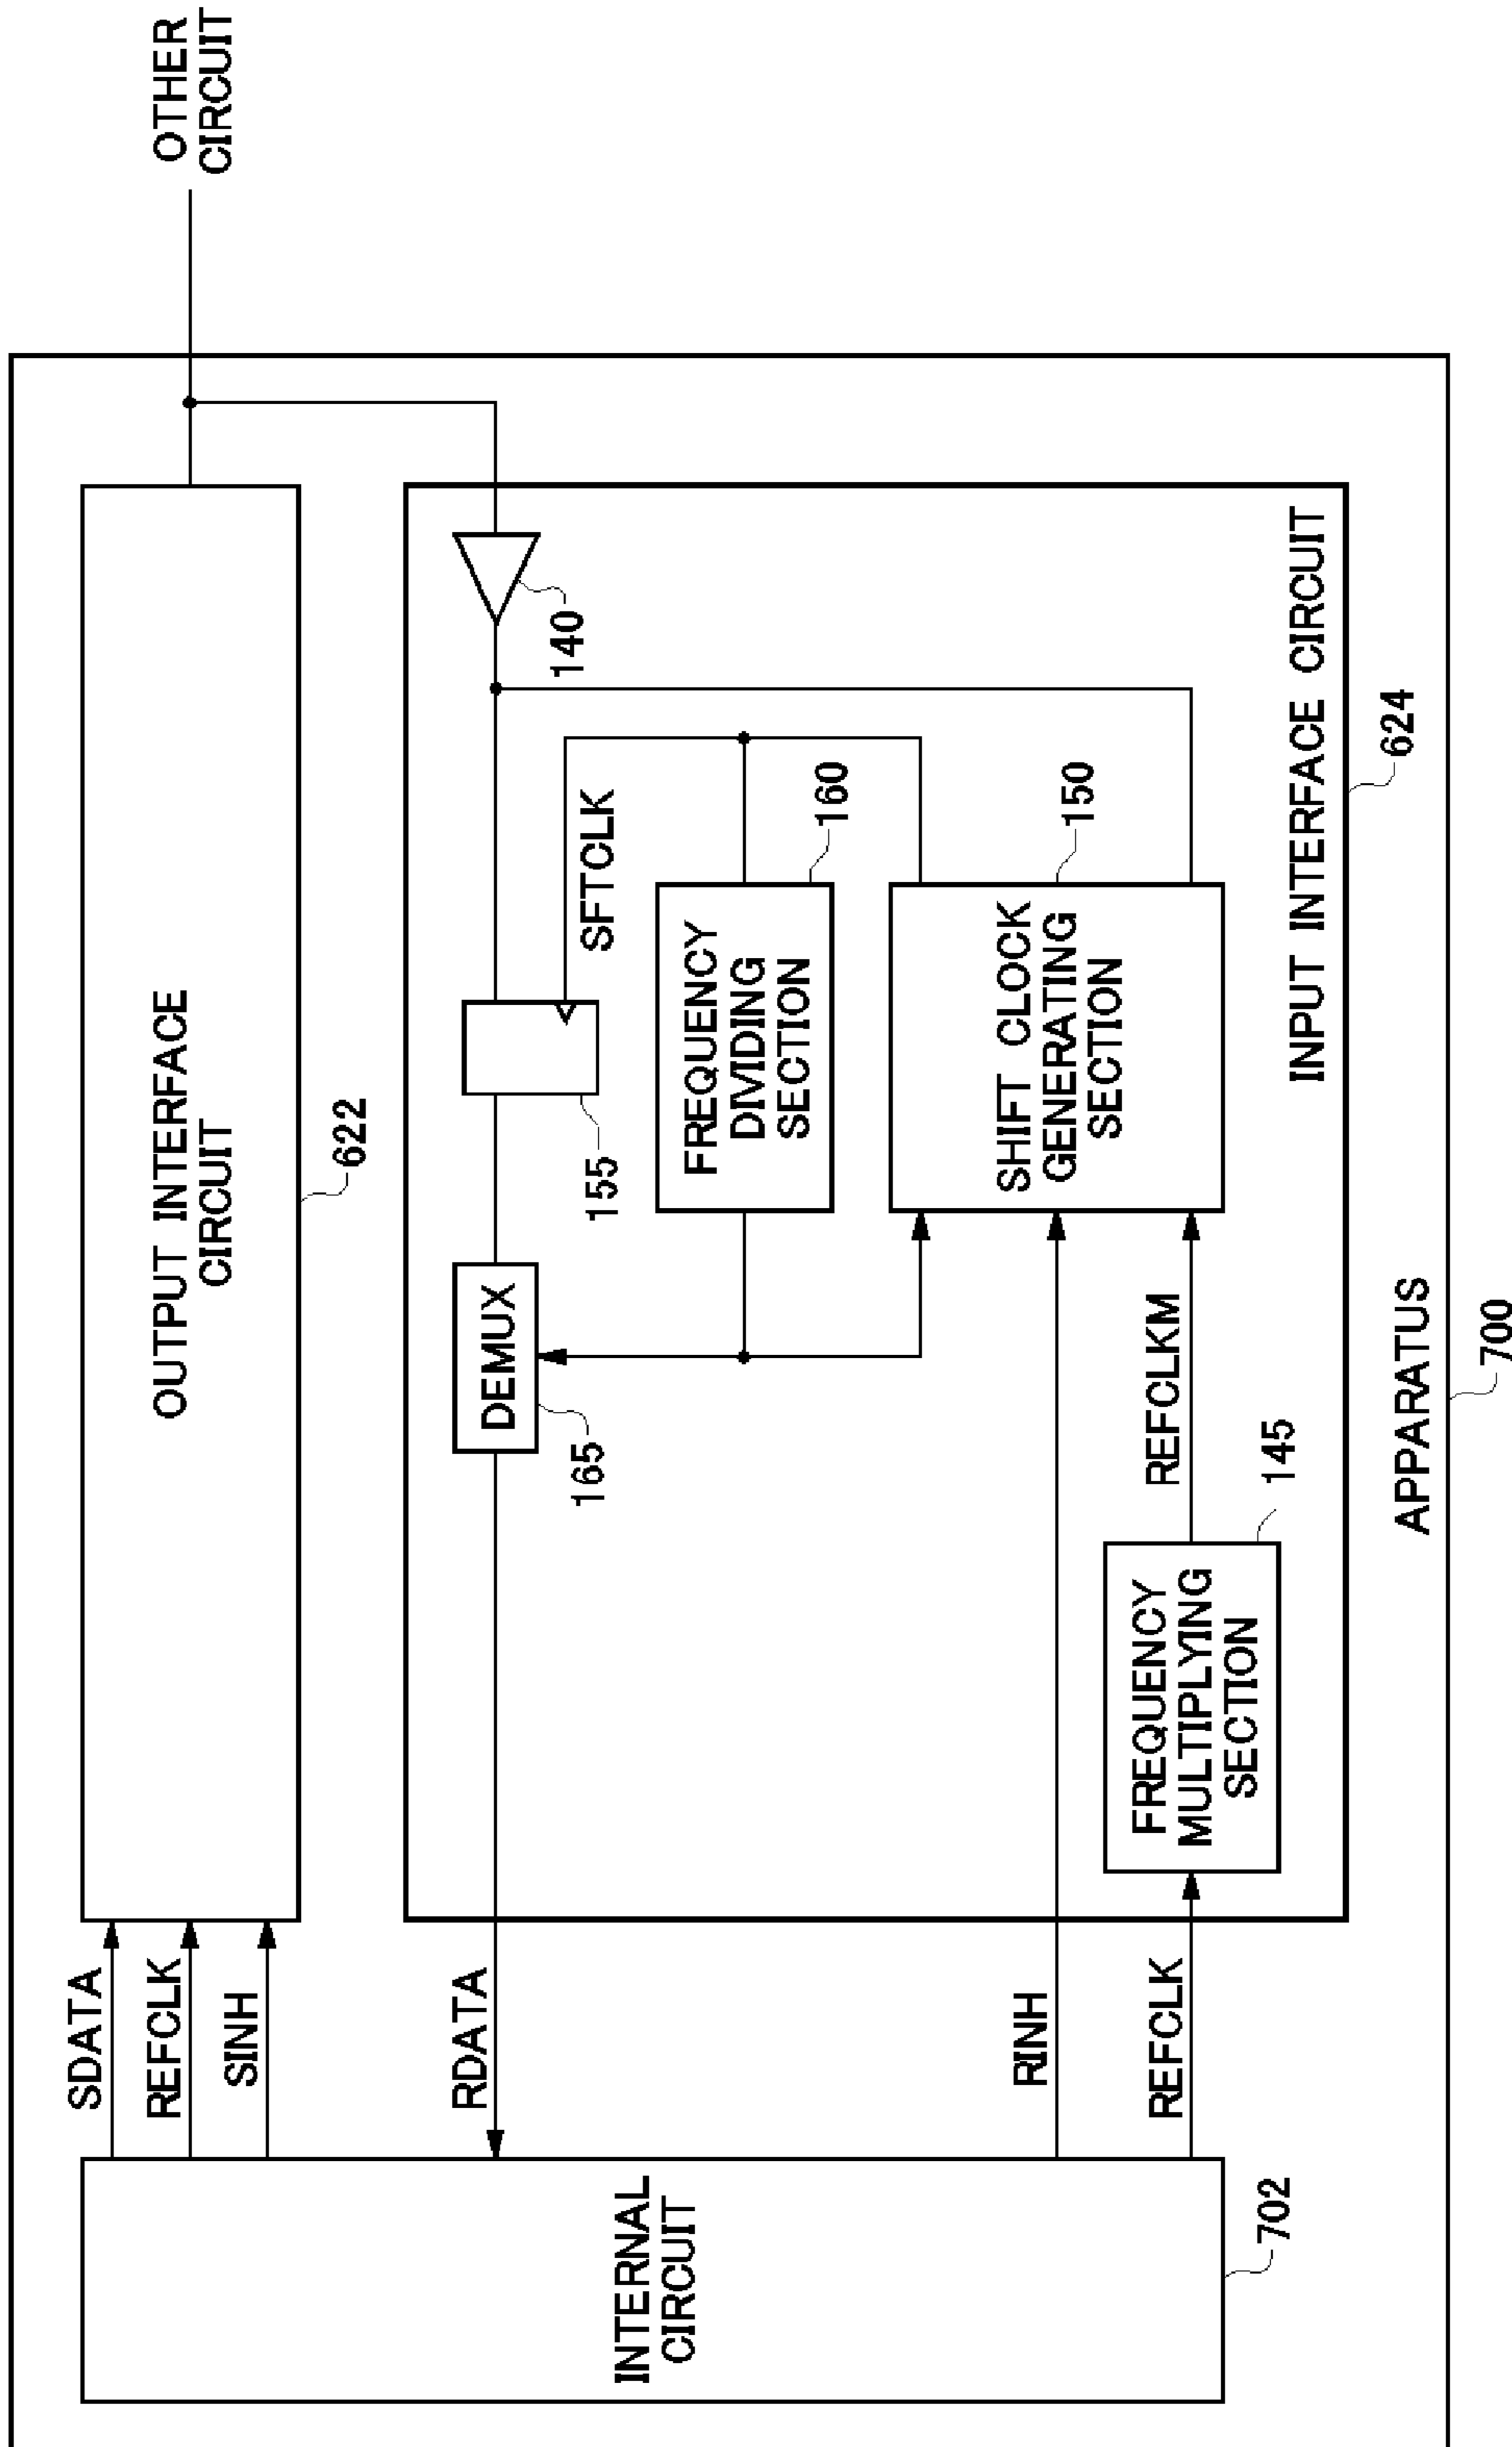 OTHER
CIRCUIT
OUTPUT INTERFACE
CIRCUIT
622
SDATA
REFCLK
SINH
140
SFTCLK
155
DEMUX
165
RDATA
FREQUENCY
DIVIDING
SECTION
160
SHIFT CLOCK
GENERATING
SECTION
150
RINH
REFCLKM
FREQUENCY
MULTIPLYING
SECTION
145
REFCLK
INPUT INTERFACE CIRCUIT
624
INTERNAL
CIRCUIT
702
APPARATUS
700